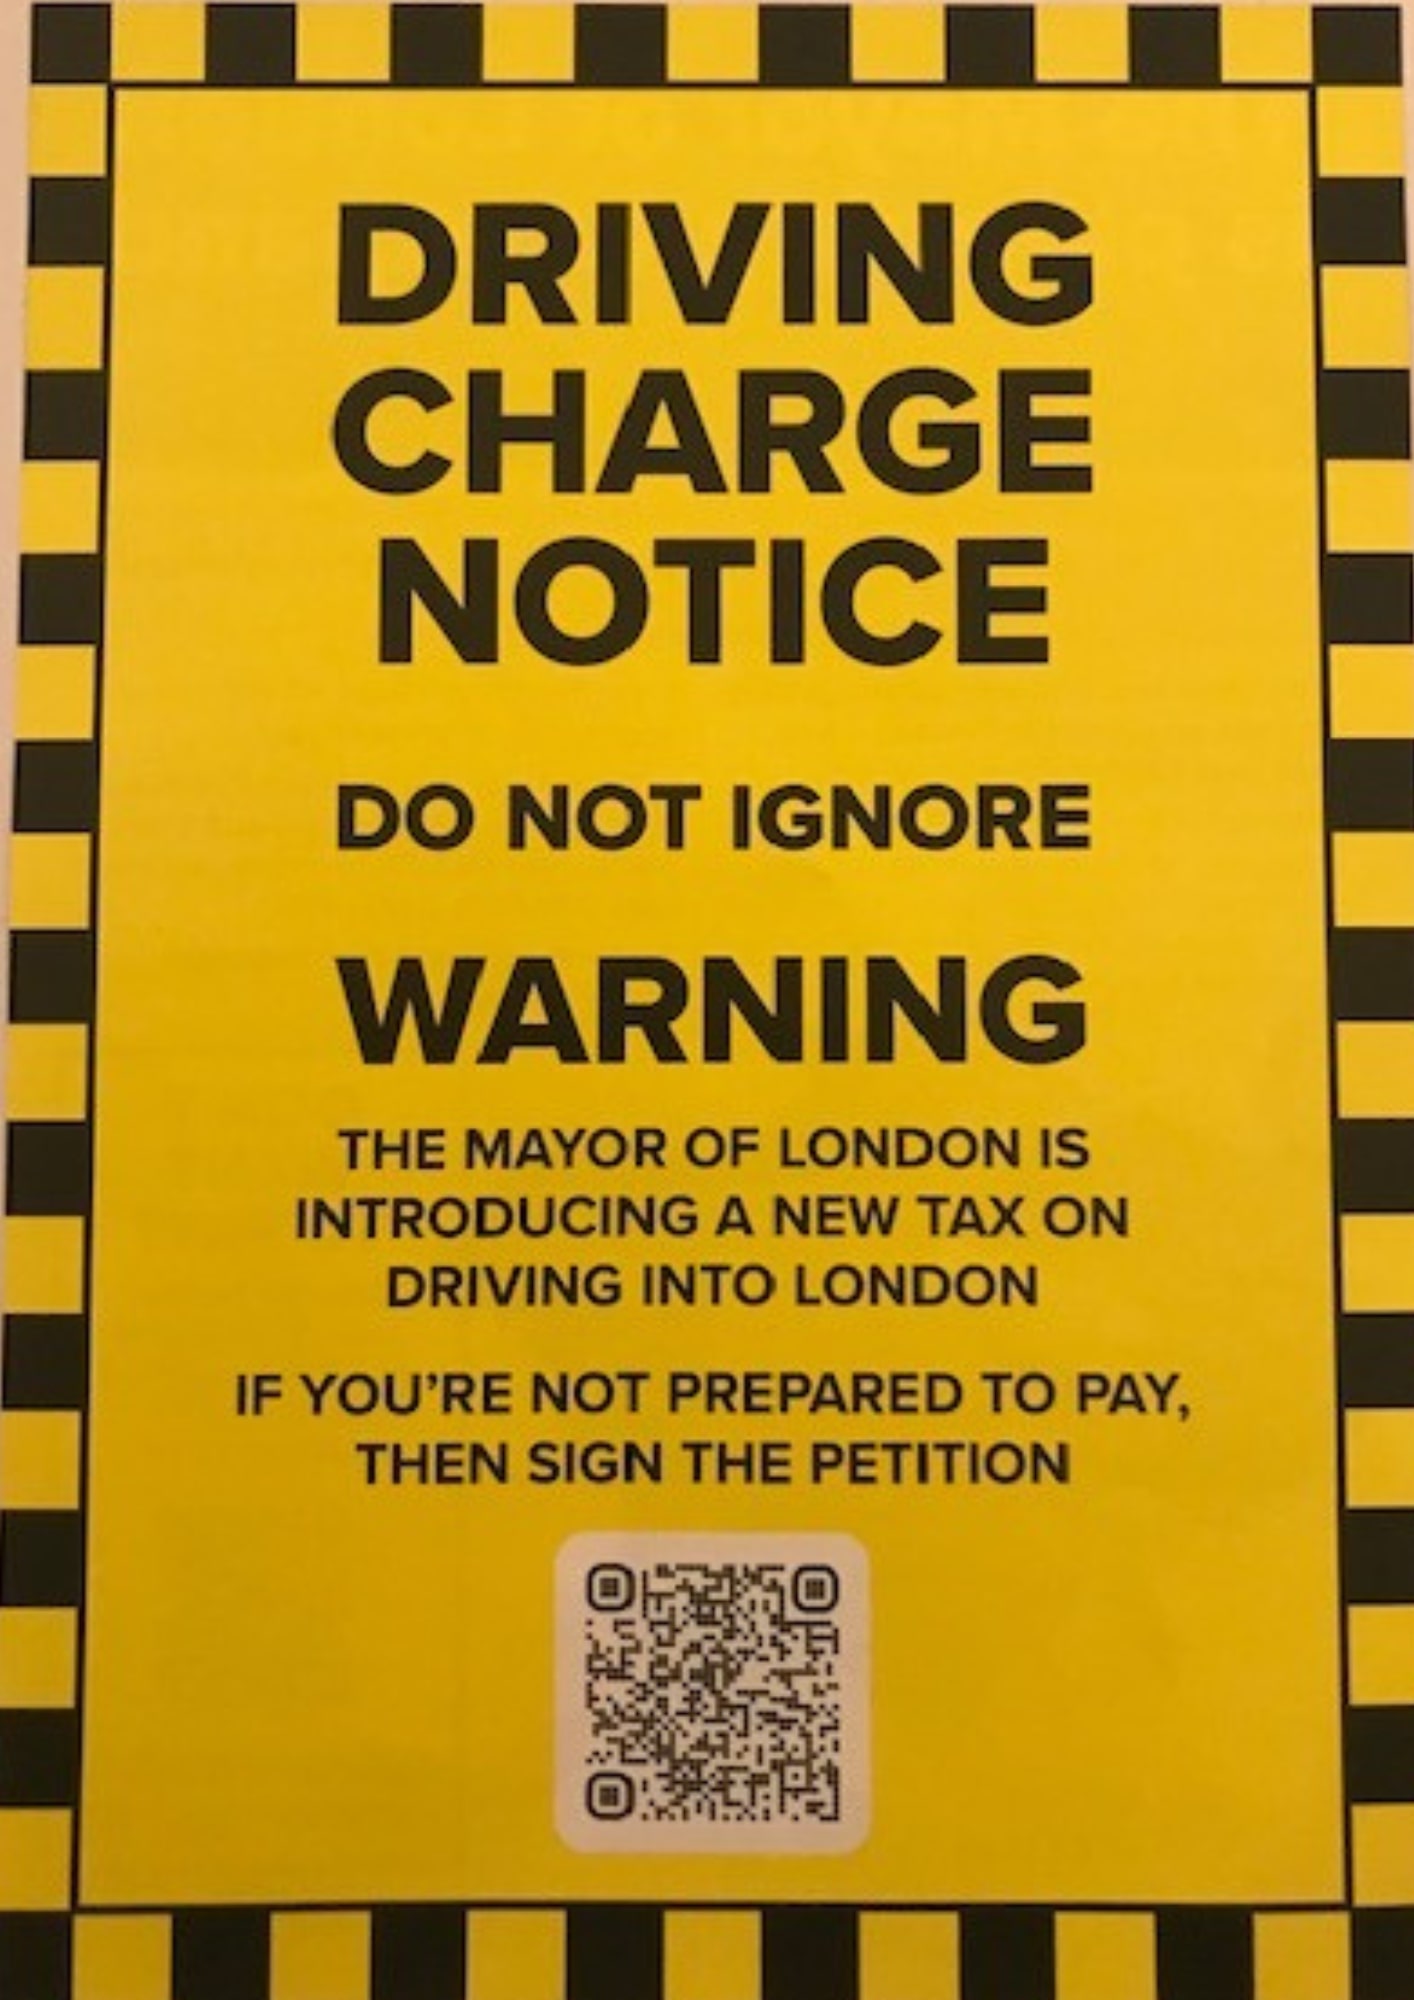 DRIVING
CHARGE
NOTICE
DO NOT IGNORE
WARNING
THE MAYOR OF LONDON IS
INTRODUCING A NEW TAX ON
DRIVING INTO LONDON
IF YOU'RE NOT PREPARED TO PAY,
THEN SIGN THE PETITION